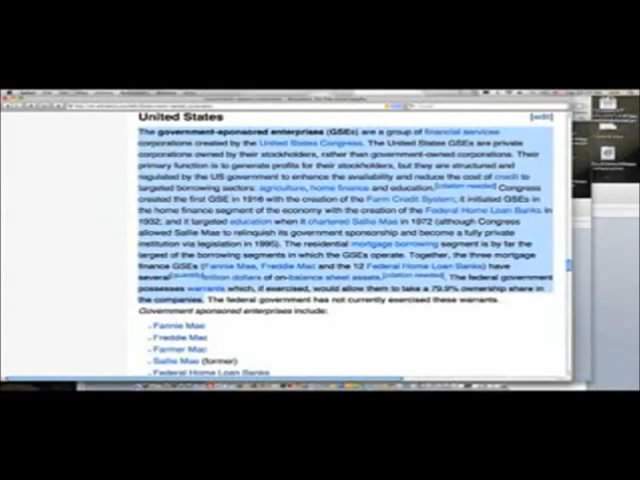 United States
[edit]
The government-sponsored enterprises (GSEs) are a group of financial services
corporations created by the United States Congress. The United States GSEs are private
corporations owned by their stockholders, rather than government-owned corporations. Their
primary function is to generate profits for their stockholders, but they are structured and
regulated by the US government to enhance the availability and reduce the cost of credit to
targeted borrowing sectors: agriculture, home finance and education.[citation needed] Congress
created the first GSE in 1916 with the creation of the Farm Credit System; it initiated GSEs in
the home finance segment of the economy with the creation of the Federal Home Loan Banks in
1932; and it targeted education when it chartered Sallie Mae in 1972 (although Congress
allowed Sallie Mae to relinquish its government sponsorship and become a fully private
institution via legislation in 1995). The residential mortgage borrowing segment is by far the
largest of the borrowing segments in which the GSEs operate. Together, the three mortgage
finance GSEs (Fannie Mae, Freddie Mac and the 12 Federal Home Loan Banks) have
several trillions of on-balance sheet assets. The federal government
possesses warrants which, if exercised, would allow them to take a 79.9% ownership share in
the companies. The federal government has not currently exercised these warrants.
Government sponsored enterprises include:
Fannie Mae
Freddie Mac
Farmer Mac
Sallie Mae (former)
Federal Home Loan Banks